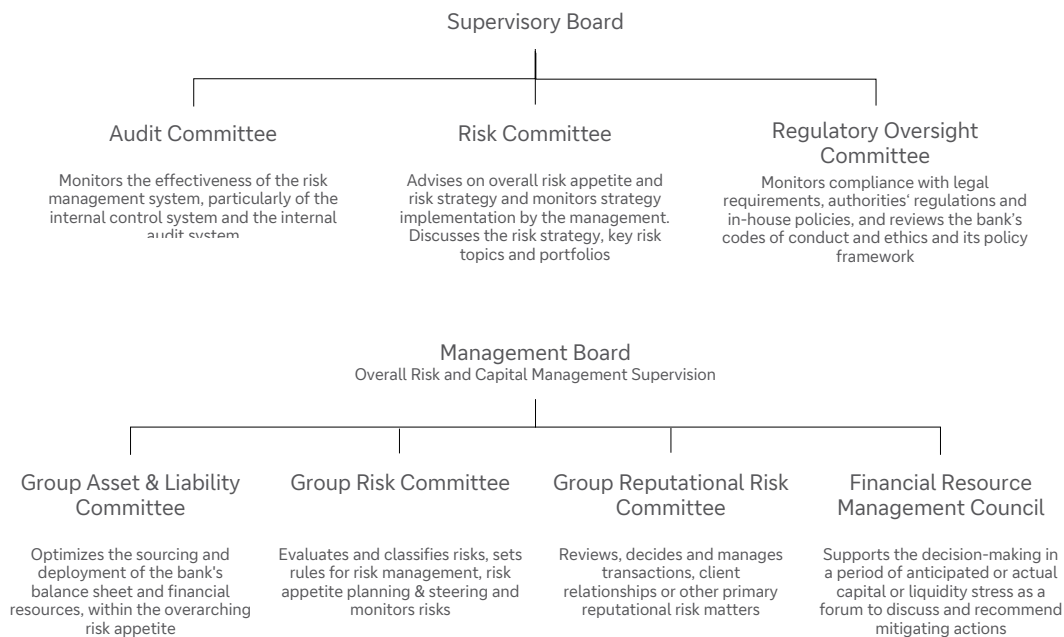 Supervisory Board
Audit Committee
Monitors the effectiveness of the risk
management system, particularly of the
internal control system and the internal
audit system
Risk Committee
Advises on overall risk appetite and
risk strategy and monitors strategy
implementation by the management.
Discusses the risk strategy, key risk
topics and portfolios
Regulatory Oversight
Committee
Monitors compliance with legal
requirements, authorities' regulations and
in-house policies, and reviews the bank's
codes of conduct and ethics and its policy
framework
Management Board
Overall Risk and Capital Management Supervision
Group Asset & Liability
Committee
Optimizes the sourcing and
deployment of the bank's
balance sheet and financial
resources, within the overarching
risk appetite
Group Risk Committee
Evaluates and classifies risks, sets
rules for risk management, risk
appetite planning & steering and
monitors risks
Group Reputational Risk
Committee
Reviews, decides and manages
transactions, client
relationships or other primary
reputational risk matters
Financial Resource
Management Council
Supports the decision-making in
a period of anticipated or actual
capital or liquidity stress as a
forum to discuss and recommend
mitigating actions